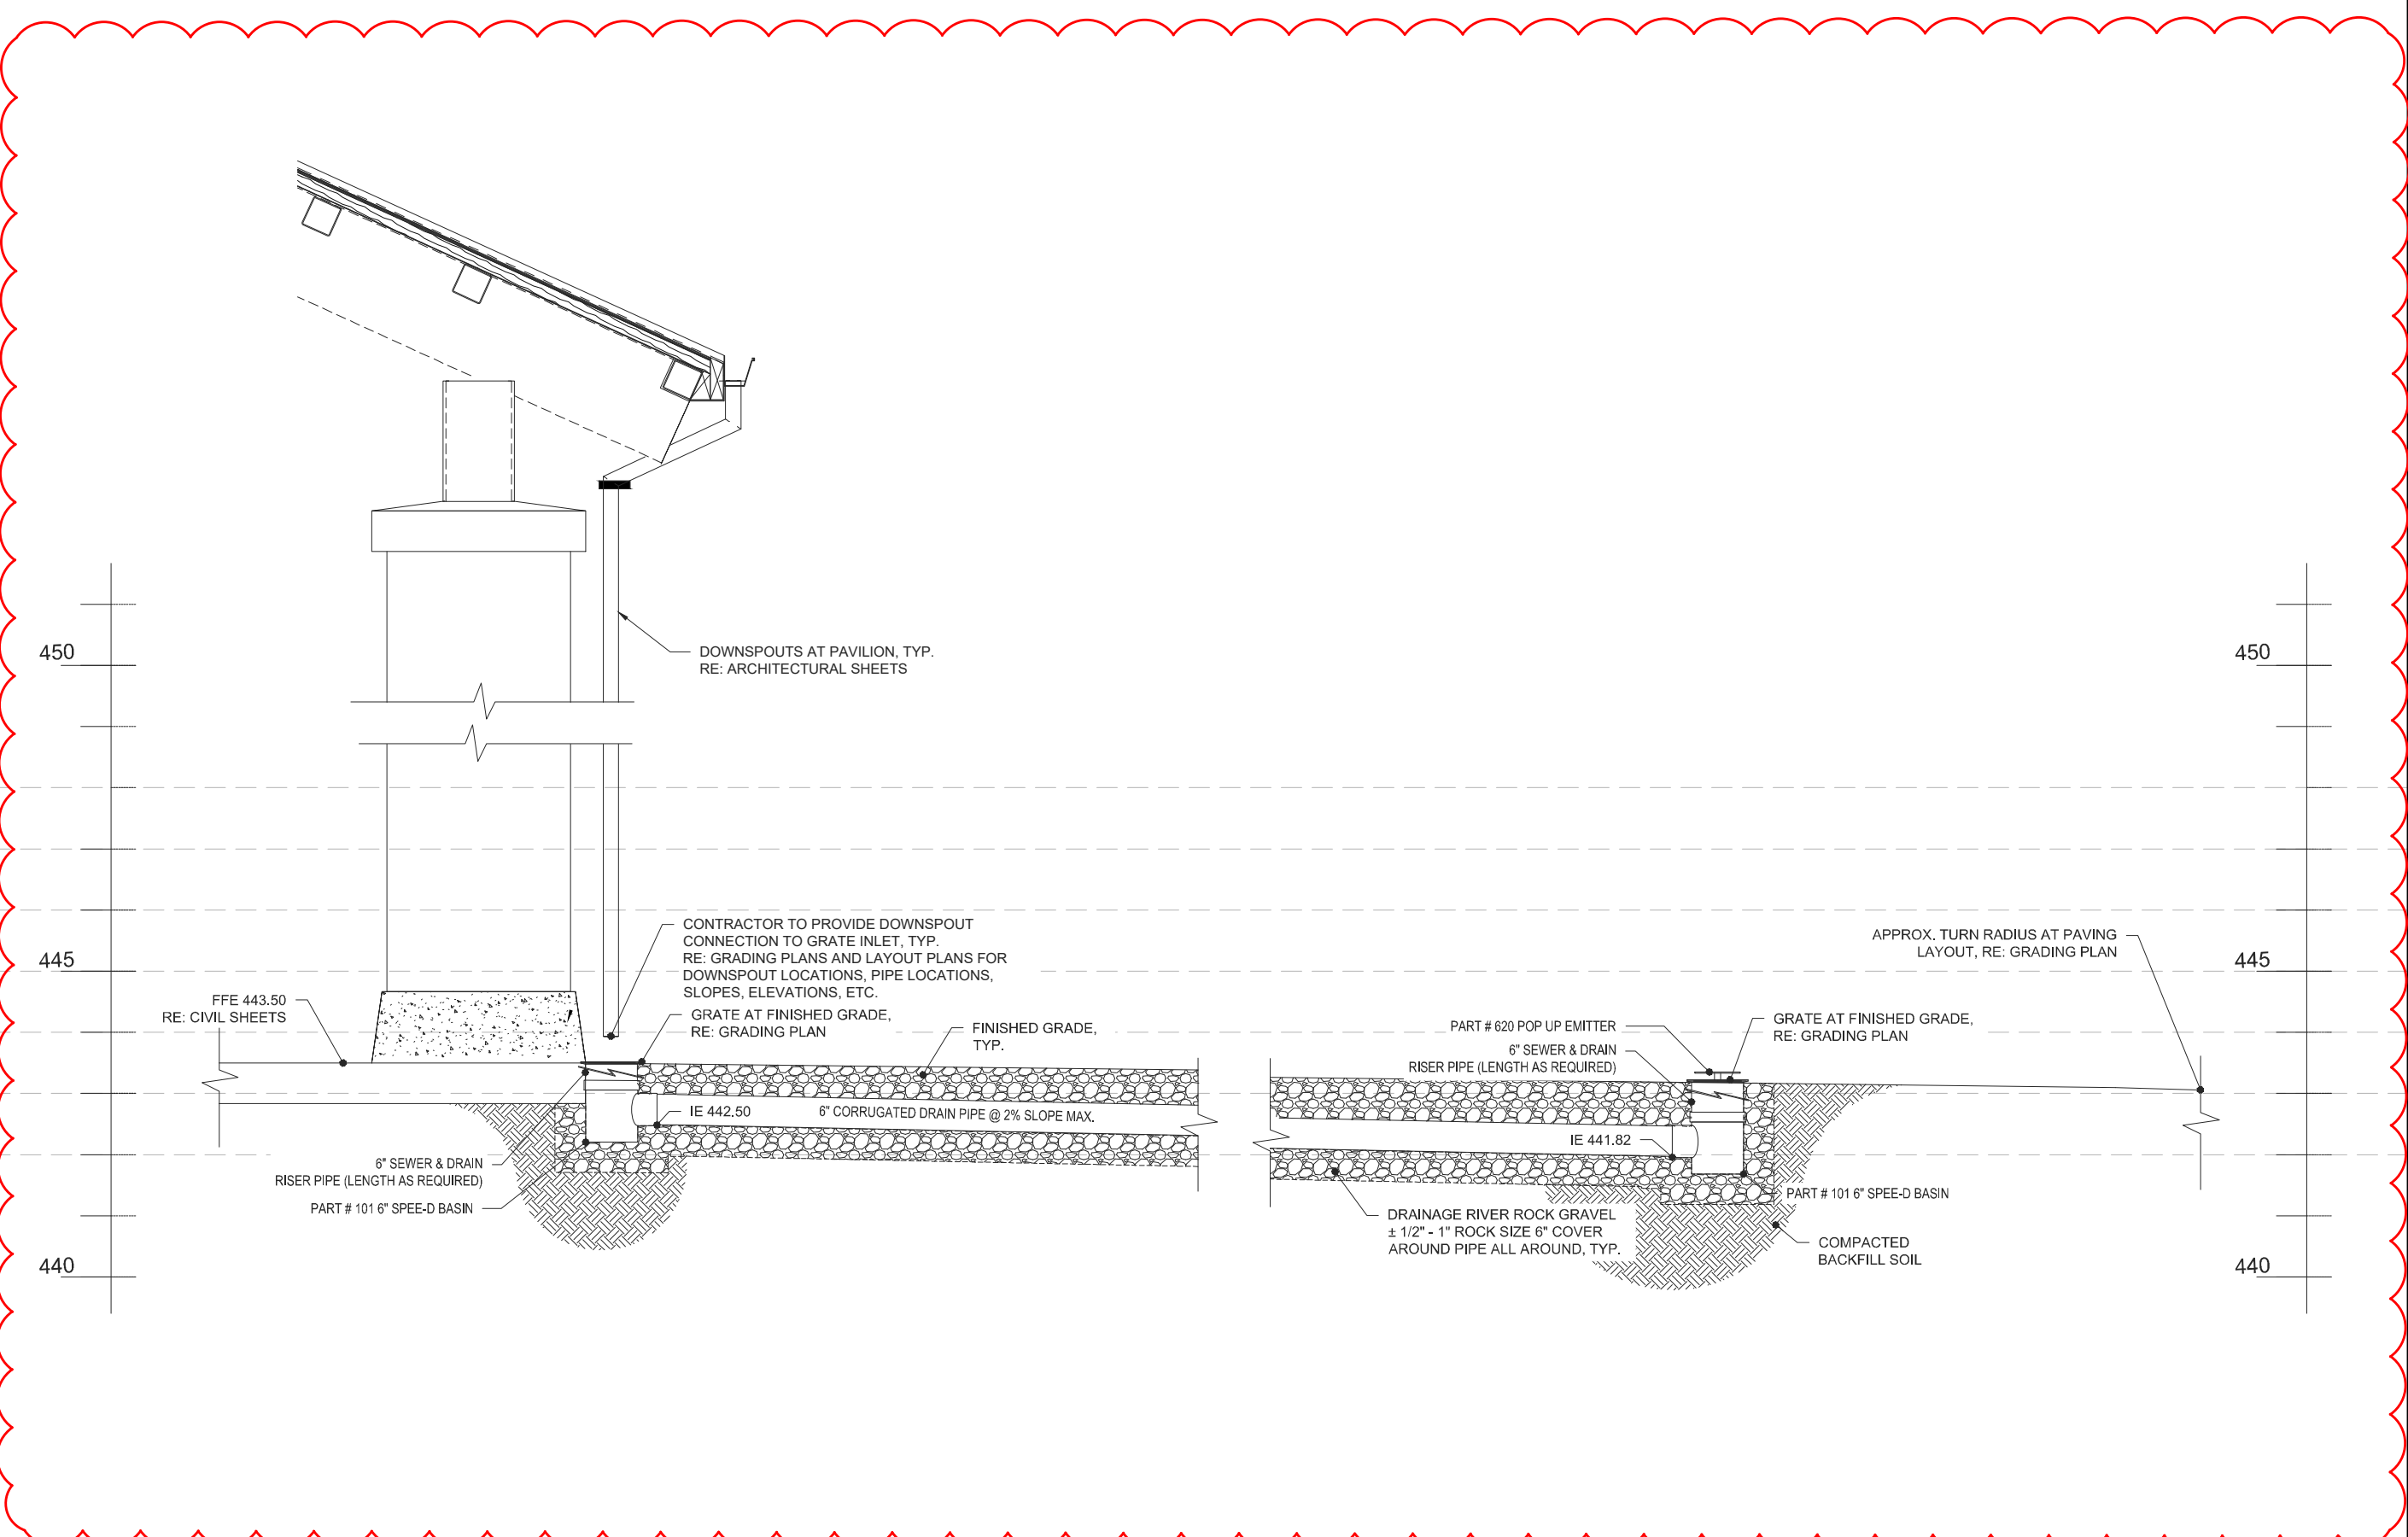 450
450
DOWNSPOUTS AT PAVILION, TYP.
RE: ARCHITECTURAL SHEETS
CONTRACTOR TO PROVIDE DOWNSPOUT
CONNECTION TO GRATE INLET, TYP.
RE: GRADING PLANS AND LAYOUT PLANS FOR
DOWNSPOUT LOCATIONS, PIPE LOCATIONS,
SLOPES, ELEVATIONS, ETC.
APPROX. TURN RADIUS AT PAVING
LAYOUT, RE: GRADING PLAN
445
445
FFE 443.50
RE: CIVIL SHEETS
GRATE AT FINISHED GRADE,
RE: GRADING PLAN
FINISHED GRADE,
TYP.
PART # 620 POP UP EMITTER
6" SEWER & DRAIN
RISER PIPE (LENGTH AS REQUIRED)
GRATE AT FINISHED GRADE,
RE: GRADING PLAN
IE 442.50
6" CORRUGATED DRAIN PIPE @ 2% SLOPE MAX.
IE 441.82
6" SEWER & DRAIN
RISER PIPE (LENGTH AS REQUIRED)
PART # 101 6" SPEE-D BASIN
PART # 101 6" SPEE-D BASIN
DRAINAGE RIVER ROCK GRAVEL
± 1/2" - 1" ROCK SIZE 6" COVER
AROUND PIPE ALL AROUND, TYP.
COMPACTED
BACKFILL SOIL
440
440